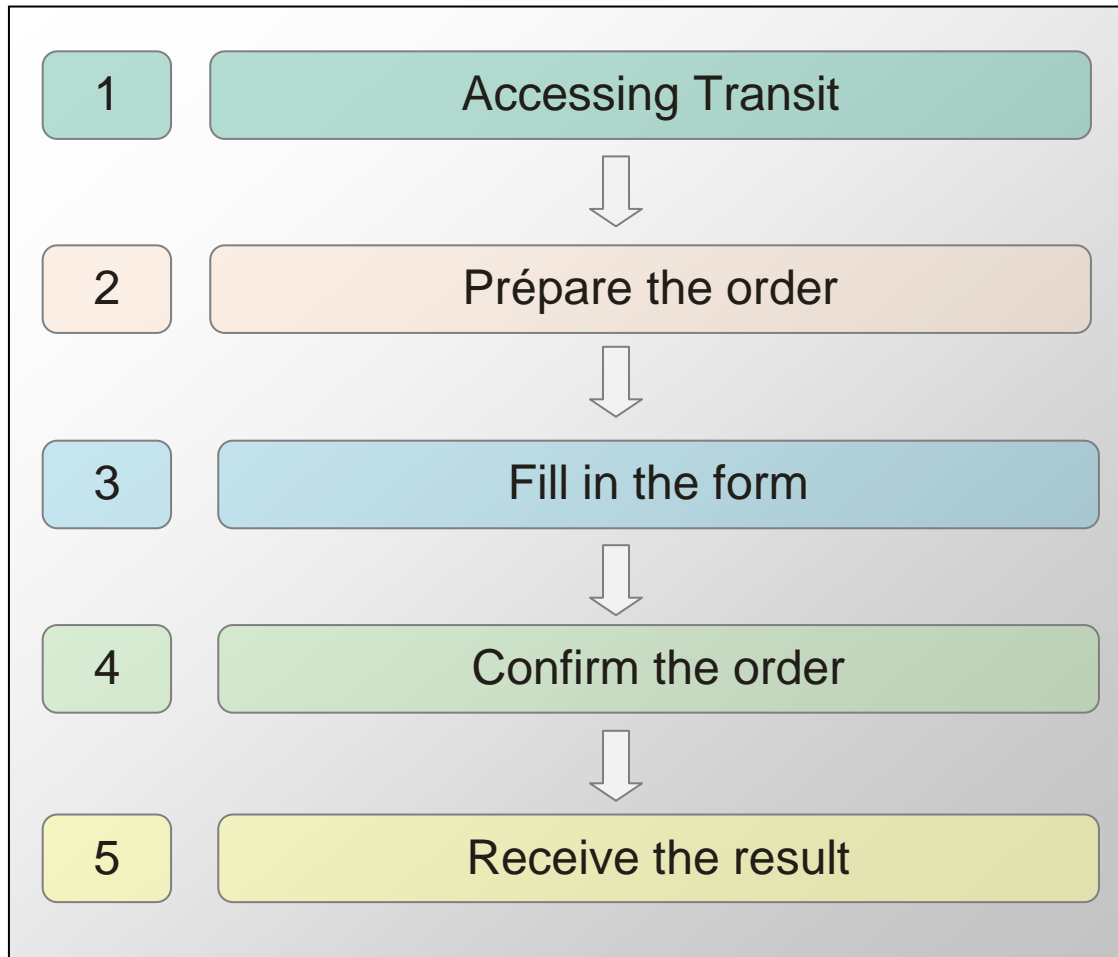 1 Accessing Transit
2 Prépare the order
3 Fill in the form
4 Confirm the order
5 Receive the result